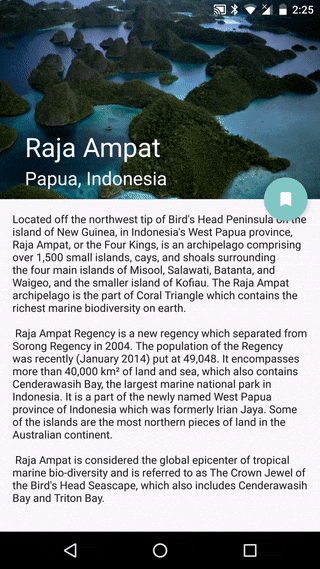 2:25
Raja Ampat
Papua, Indonesia
Located off the northwest tip of Bird's Head Peninsula on the
island of New Guinea, in Indonesia's West Papua province,
Raja Ampat, or the Four Kings, is an archipelago comprising
over 1,500 small islands, cays, and shoals surrounding
the four main islands of Misool, Salawati, Batanta, and
Waigeo, and the smaller island of Kofiau. The Raja Ampat
archipelago is the part of Coral Triangle which contains the
richest marine biodiversity on earth.
Raja Ampat Regency is a new regency which separated from
Sorong Regency in 2004. The population of the Regency
was recently (January 2014) put at 49,048. It encompasses
more than 40,000 km² of land and sea, which also contains
Cenderawasih Bay, the largest marine national park in
Indonesia. It is a part of the newly named West Papua
province of Indonesia which was formerly Irian Jaya. Some
of the islands are the most northern pieces of land in the
Australian continent.
Raja Ampat is considered the global epicenter of tropical
marine bio-diversity and is referred to as The Crown Jewel of
the Bird's Head Seascape, which also includes Cenderawasih
Bay and Triton Bay.